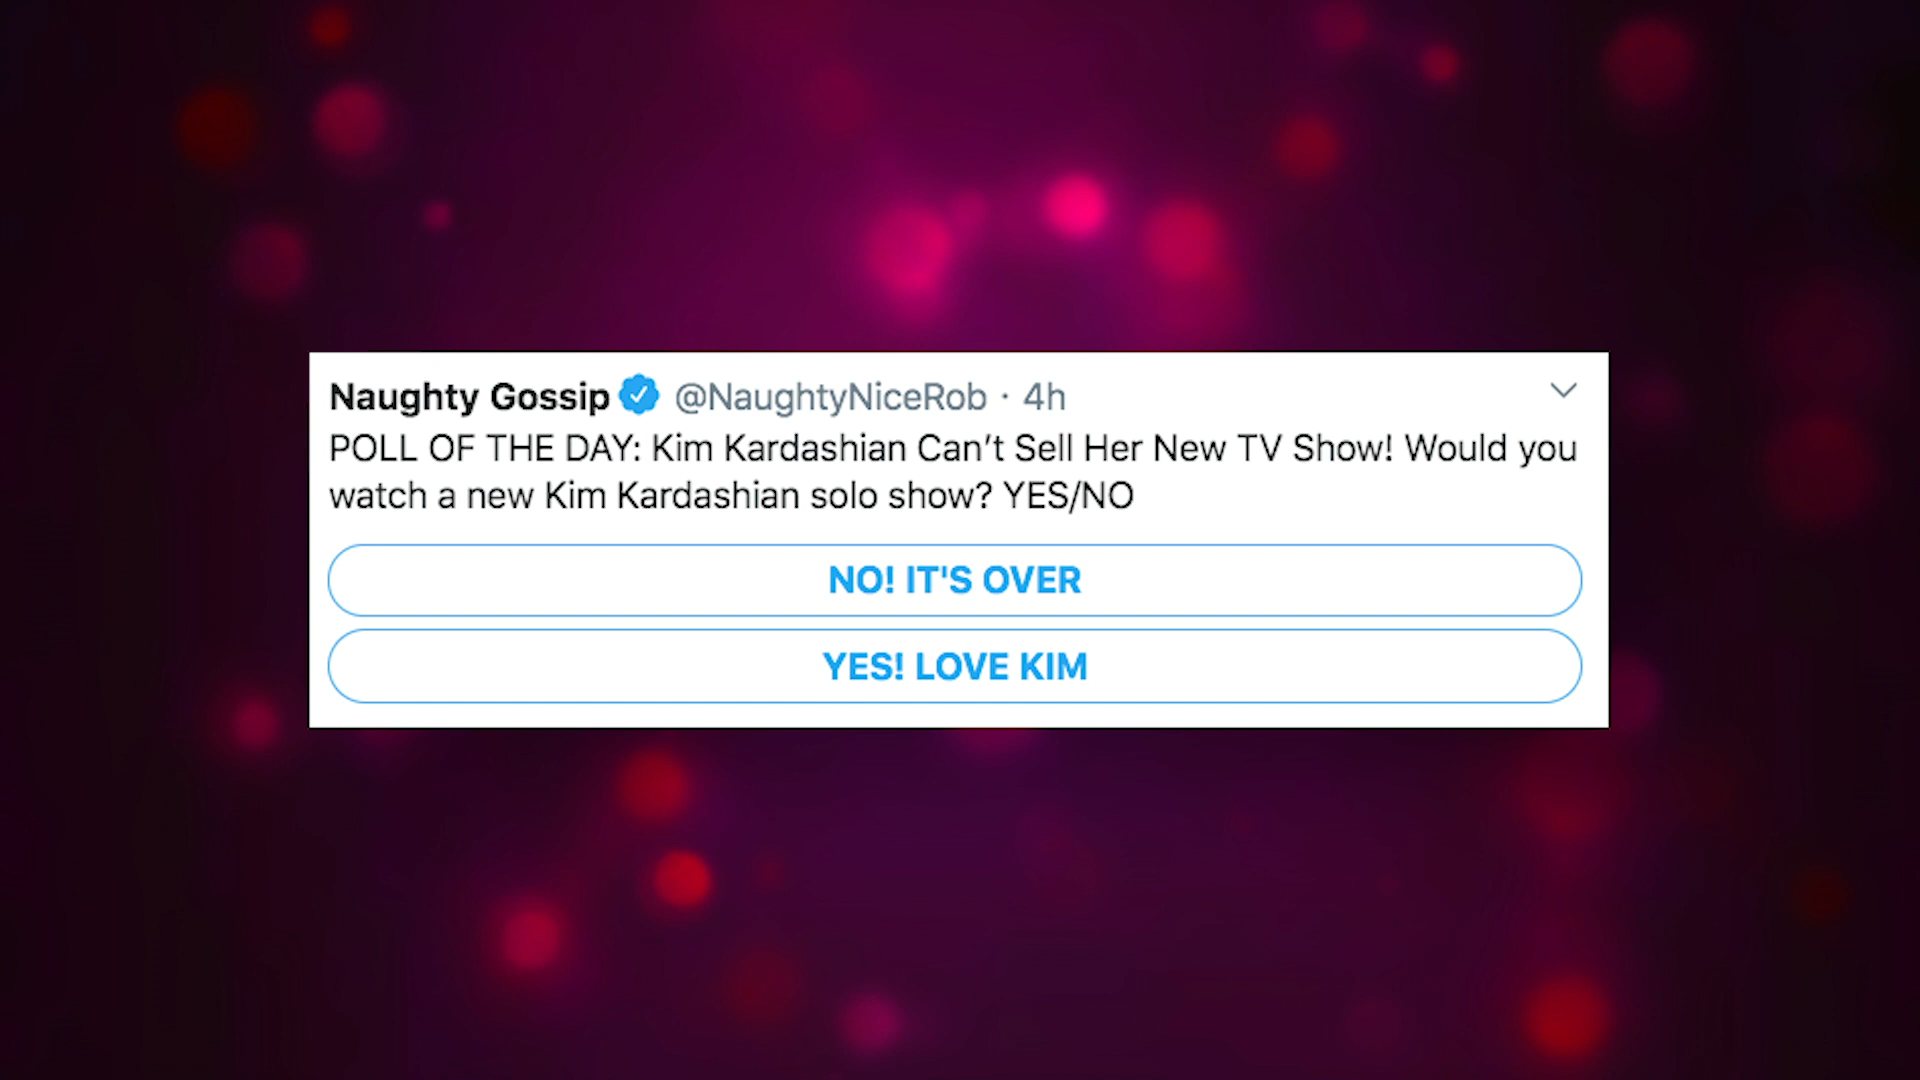 Naughty Gossip @NaughtyNiceRob · 4h
POLL OF THE DAY: Kim Kardashian Can't Sell Her New TV Show! Would you
watch a new Kim Kardashian solo show? YES/NO
NO! IT'S OVER
YES! LOVE KIM